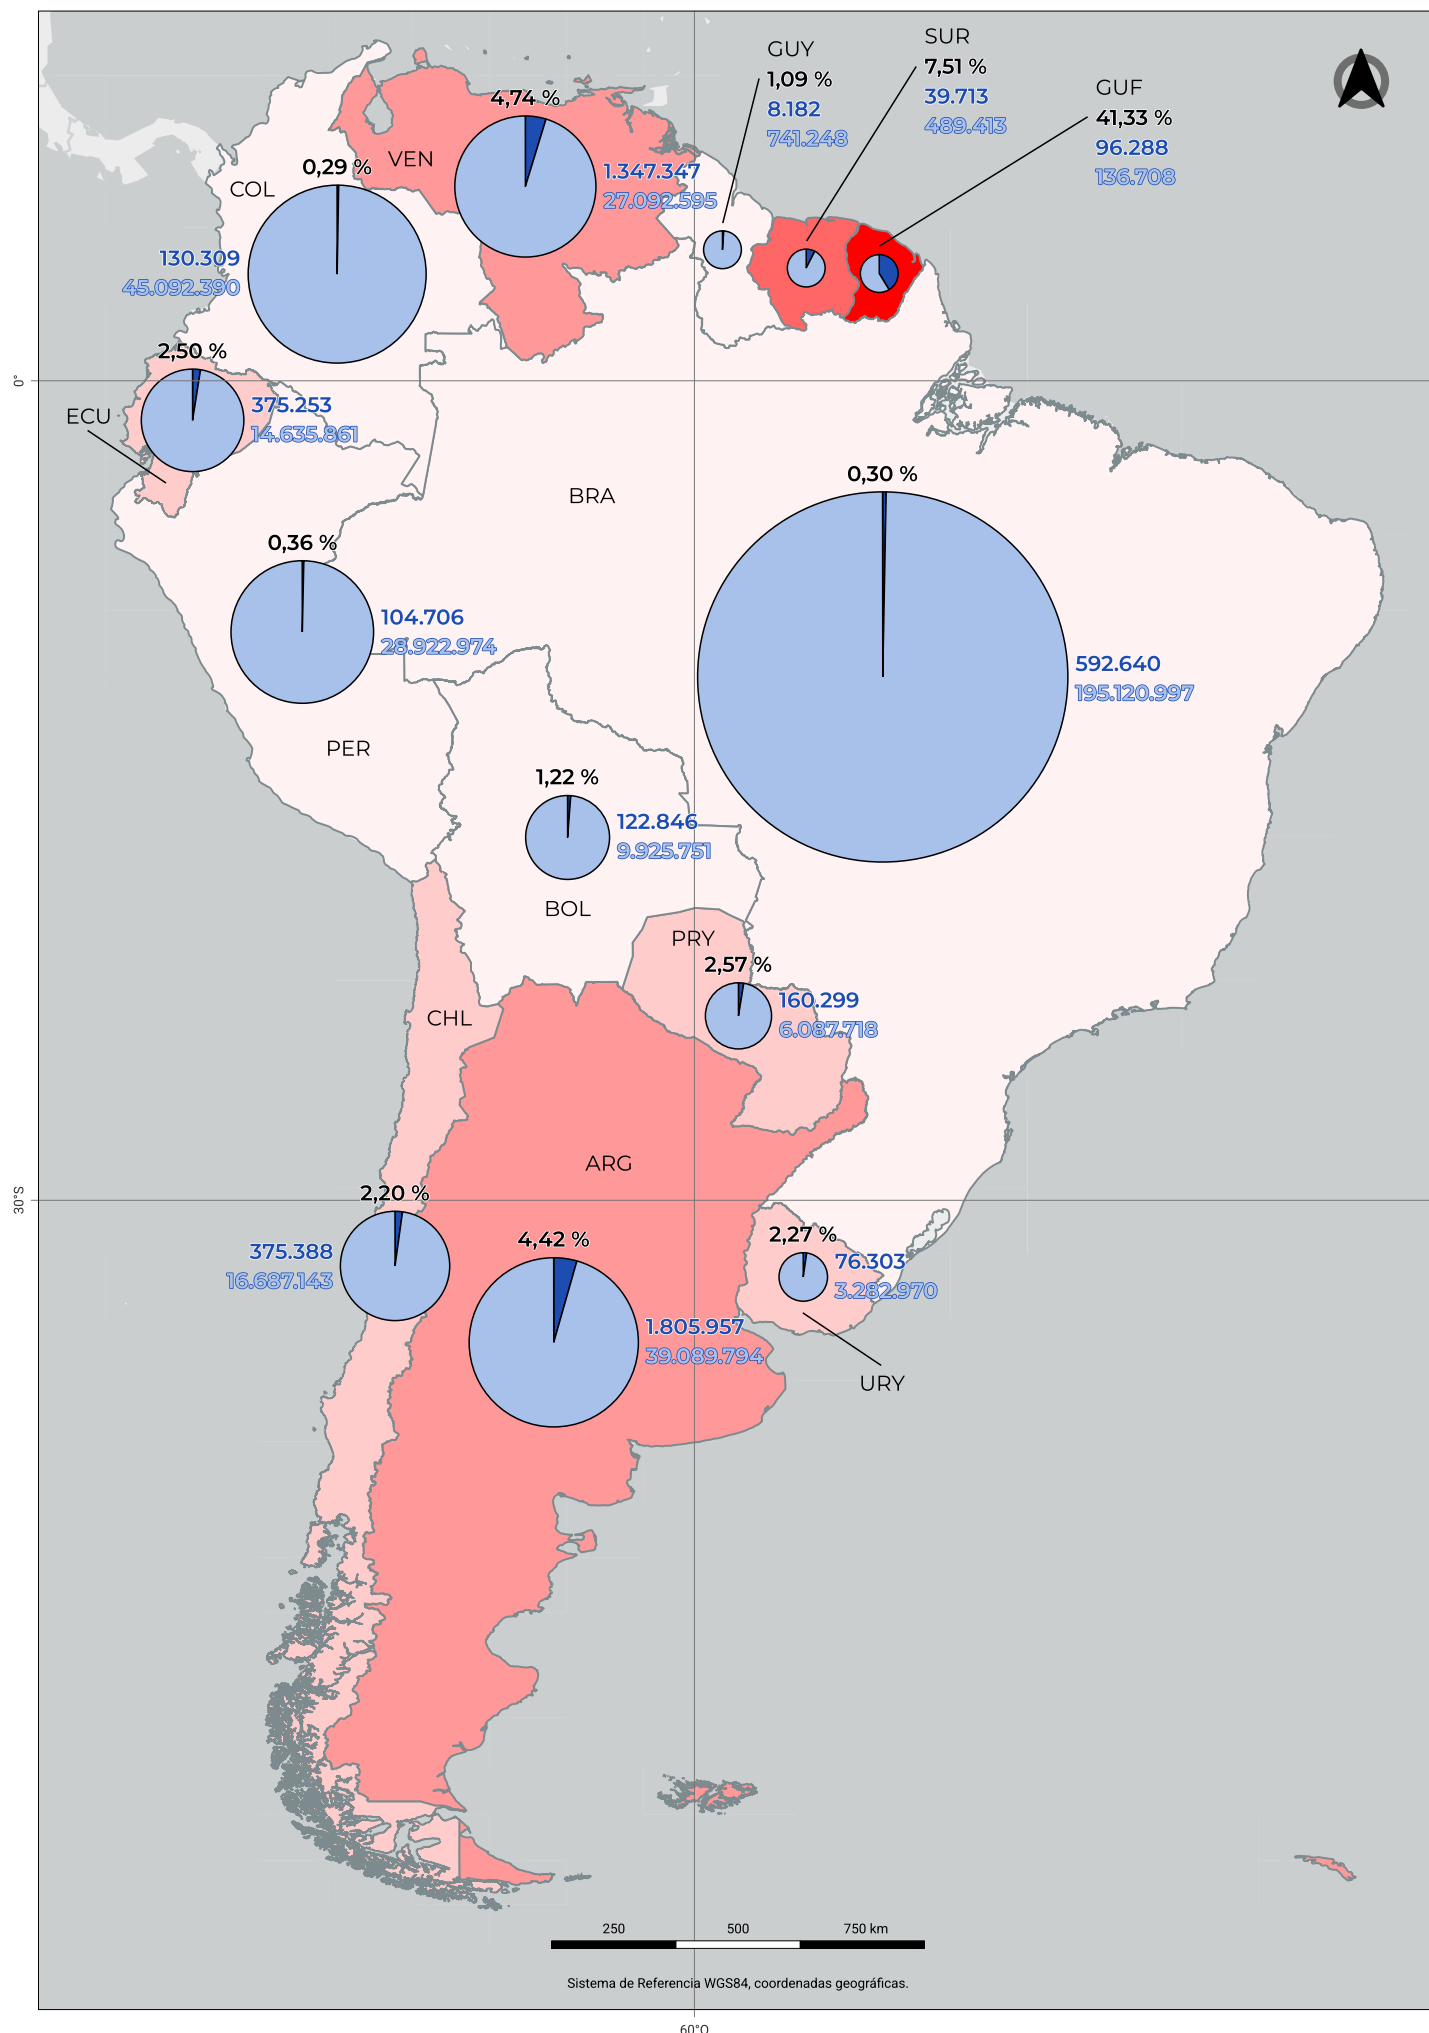 GUY
1,09 %
8.182
741.248
SUR
7,51 %
39.713
489.413
GUF
41,33 %
96.288
136.708
4,74 %
VEN
1.347.347
27.092.595
0,29 %
COL
130.309
45.092.390
2,50 %
ECU
375.253
14.635.861
0°
BRA
0,30 %
592.640
195.120.997
0,36 %
104.706
28.922.974
PER
1,22 %
122.846
9.925.751
BOL
PRY
2,57 %
160.299
6.087.718
CHL
ARG
30°S
2,20 %
375.388
16.687.143
4,42 %
1.805.957
39.089.794
2,27 %
76.303
3.282.970
URY
250 500 750 km
Sistema de Referencia WGS84, coordenadas geográficas.
60°O